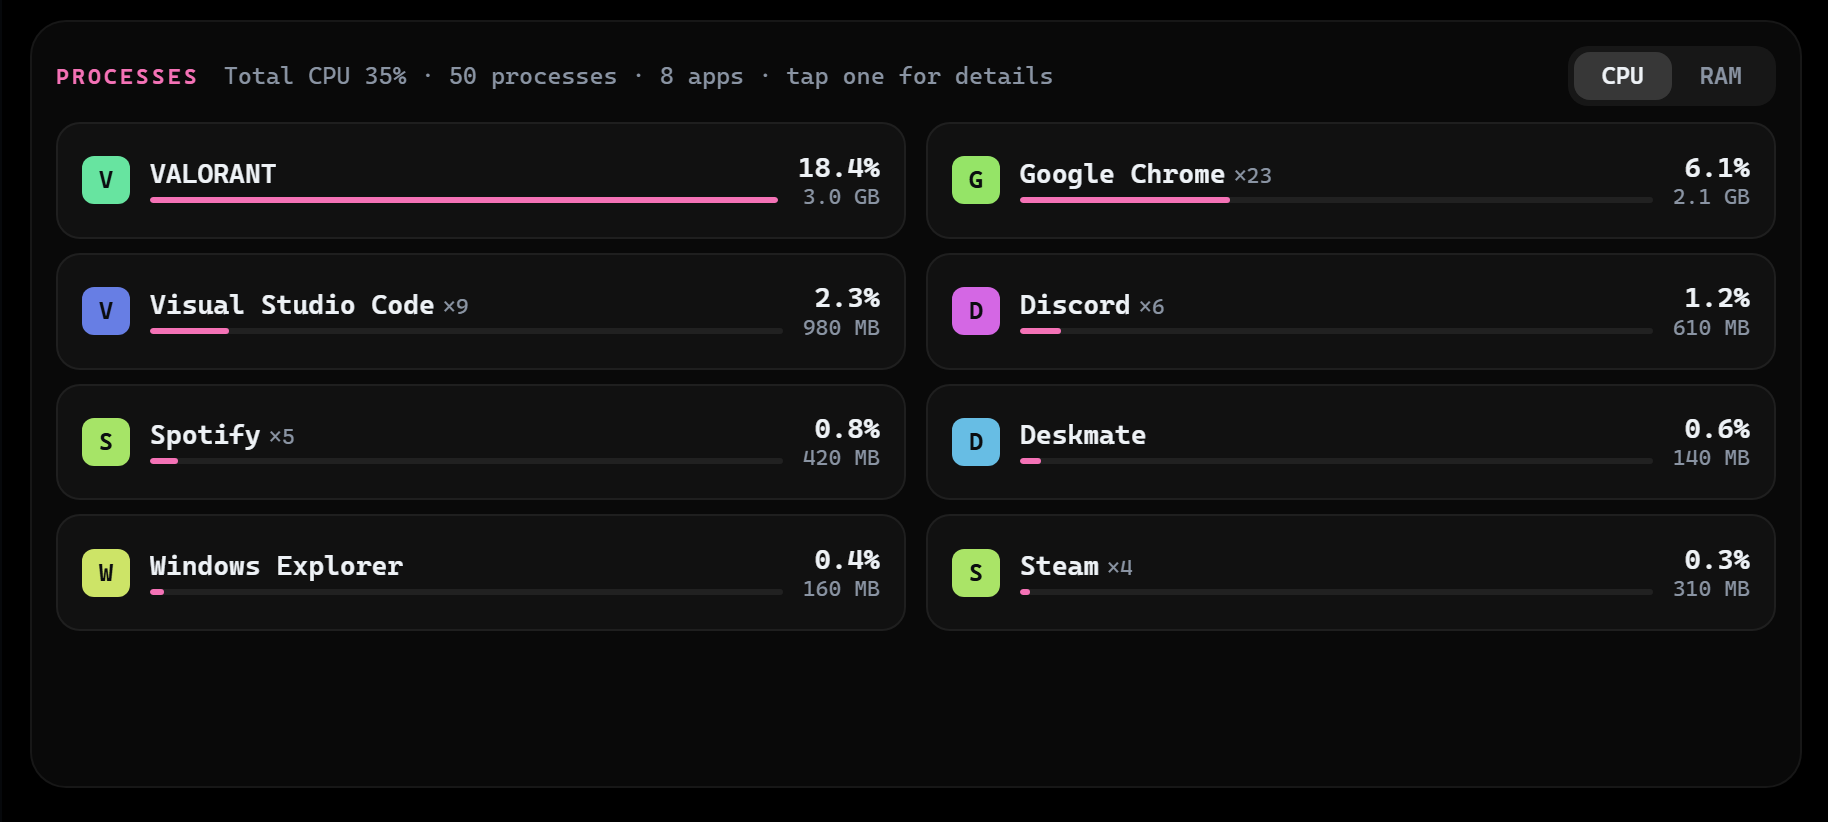 PROCESSES Total CPU 35% · 50 processes · 8 apps · tap one for details CPU RAM
V VALORANT 18.4% 3.0 GB
G Google Chrome ×23 6.1% 2.1 GB
V Visual Studio Code ×9 2.3% 980 MB
D Discord ×6 1.2% 610 MB
S Spotify ×5 0.8% 420 MB
D Deskmate 0.6% 140 MB
W Windows Explorer 0.4% 160 MB
S Steam ×4 0.3% 310 MB